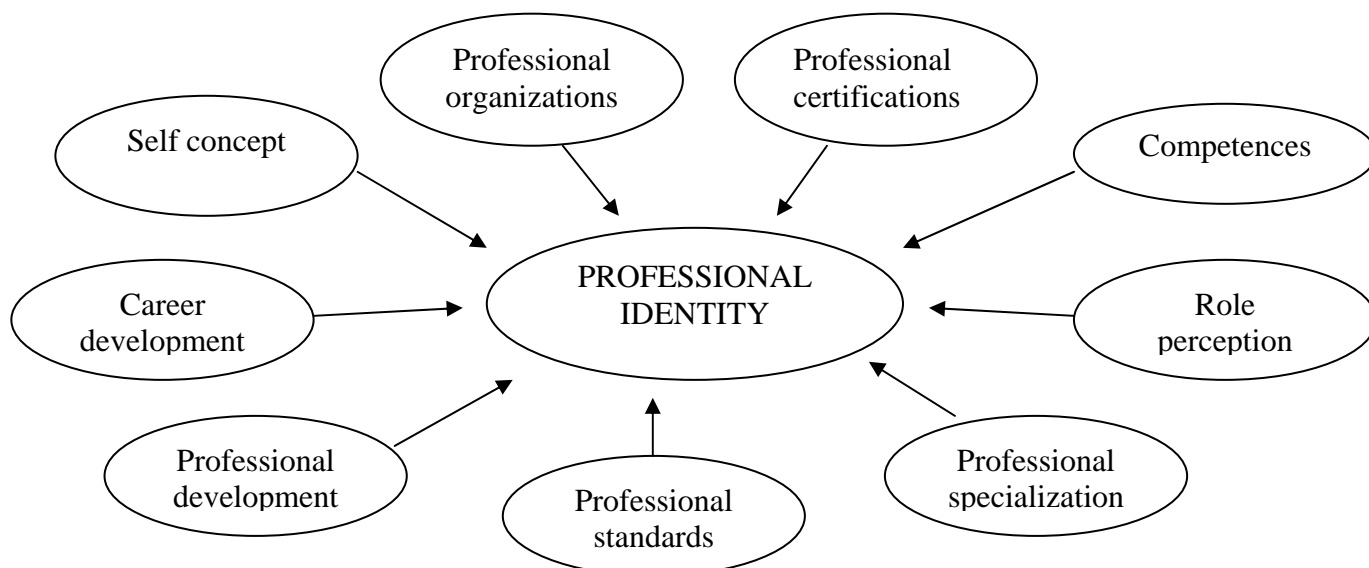 Professional
organizations
Professional
certifications
Self concept
Competences
PROFESSIONAL
IDENTITY
Career
development
Role
perception
Professional
development
Professional
standards
Professional
specialization